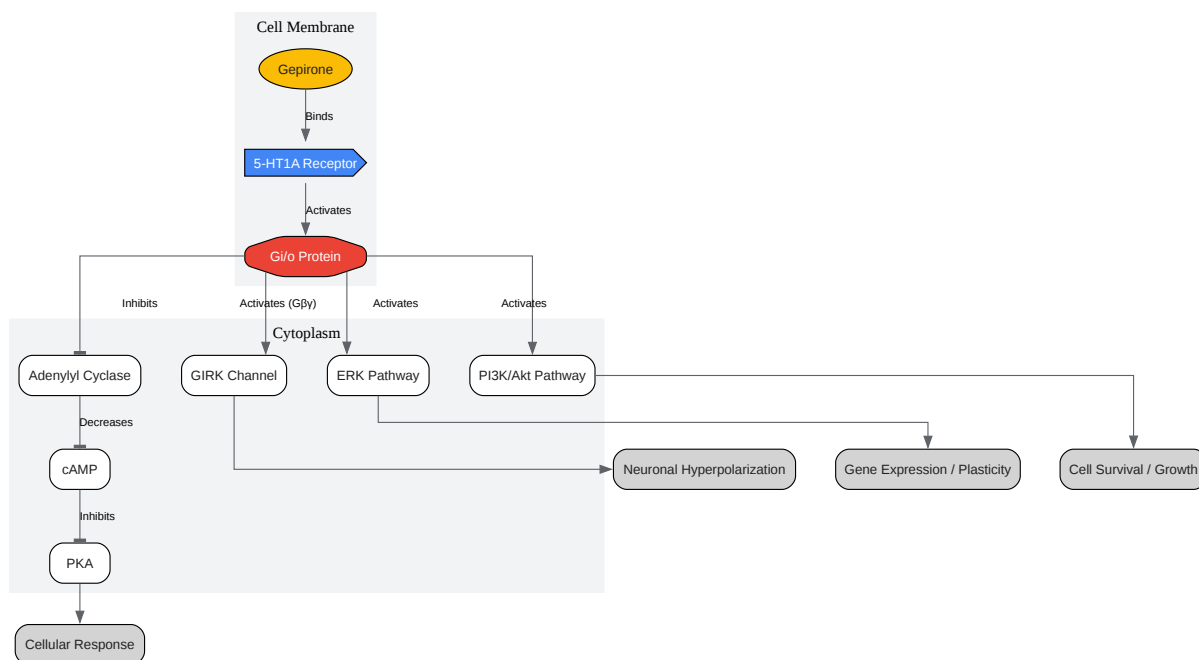 Cell Membrane
Gepirone
Binds
5-HT1A Receptor
Activates
Gi/o Protein
Inhibits
Activates (Gβγ)
Activates
Activates
Cytoplasm
Adenylyl Cyclase
GIRK Channel
ERK Pathway
PI3K/Akt Pathway
Decreases
cAMP
Neuronal Hyperpolarization
Gene Expression / Plasticity
Cell Survival / Growth
Inhibits
PKA
Cellular Response